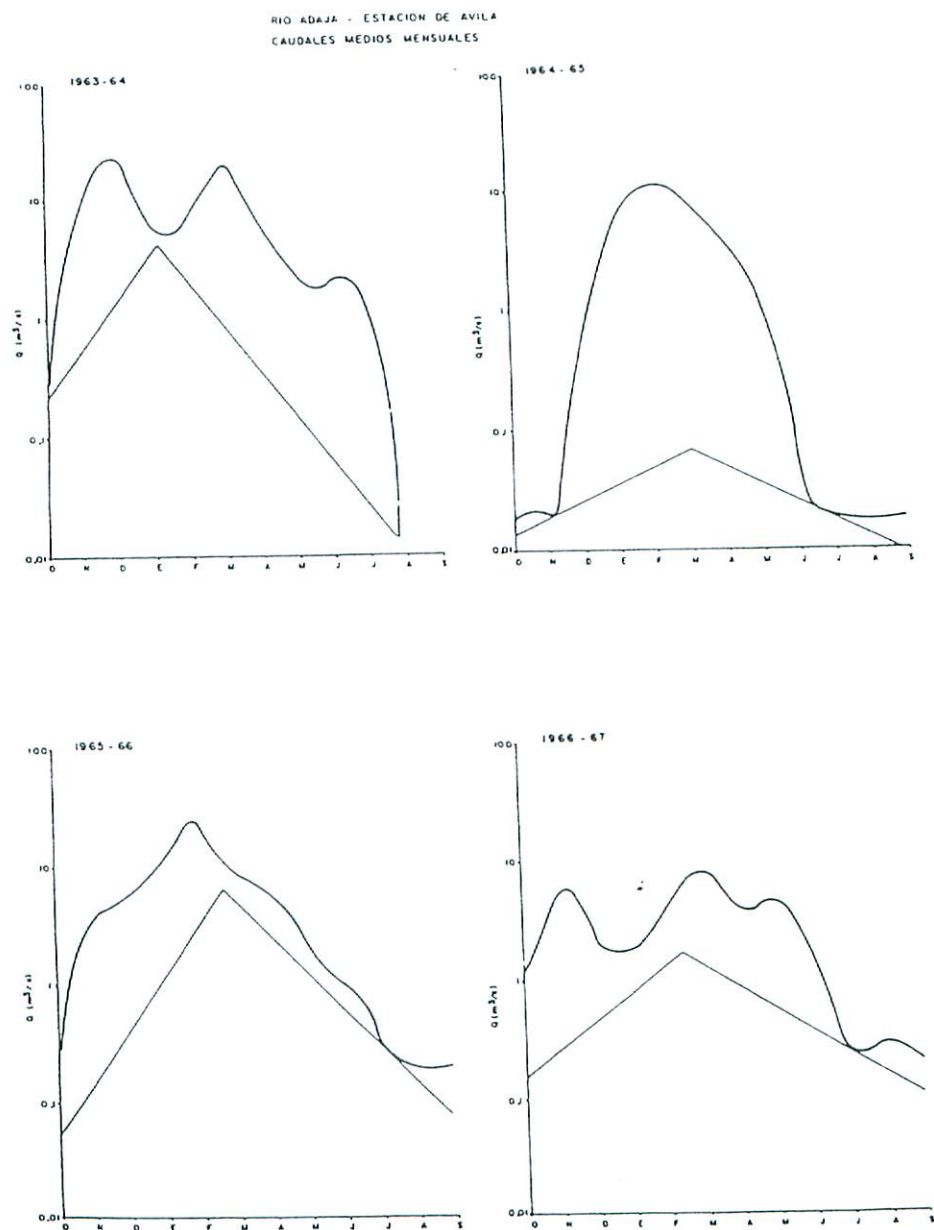 RIO ADAJA - ESTACION DE AVILA
CAUDALES MEDIOS MENSUALES
1963-64
100
10
1
0,1
0,01
Q (m³/s)
O N D E F M A M J J A S
1964-65
100
10
1
0,1
0,01
Q (m³/s)
O N D E F M A M J J A S
1965-66
100
10
1
0,1
0,01
Q (m³/s)
O N D E F M A M J J A S
1966-67
100
10
1
0,1
0,01
Q (m³/s)
O N D E F M A M J J A S